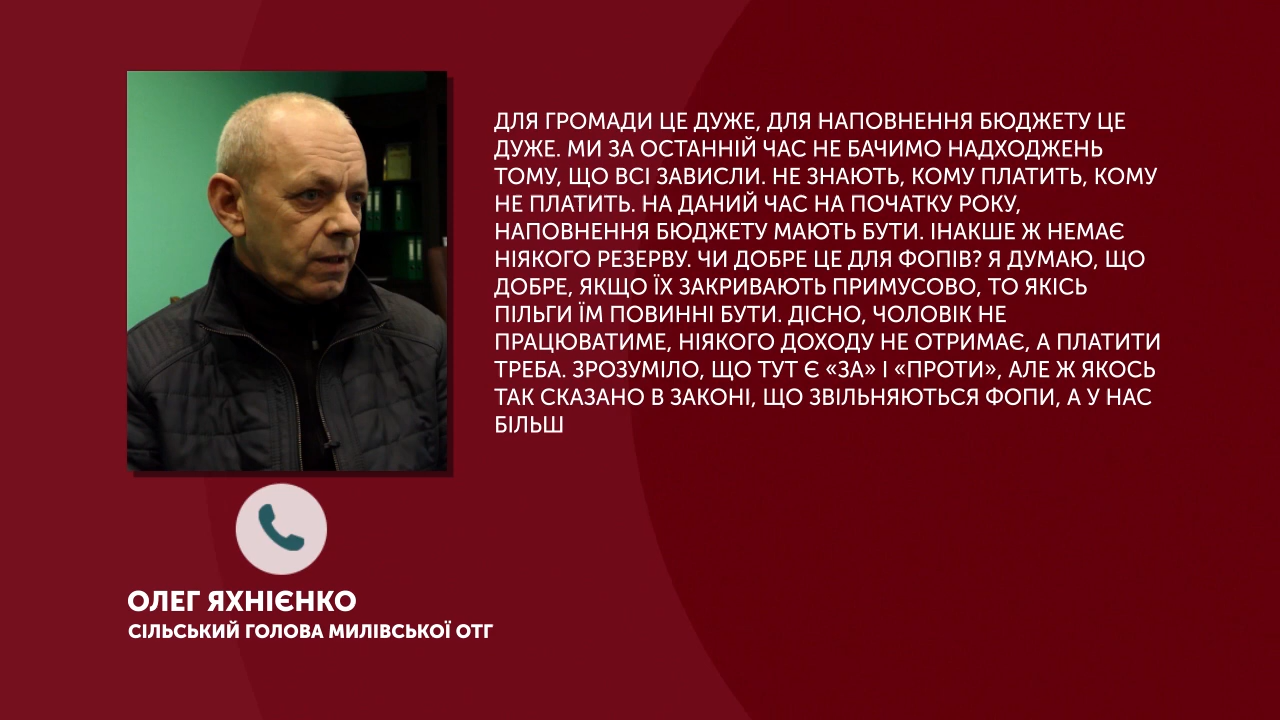 ДЛЯ ГРОМАДИ ЦЕ ДУЖЕ, ДЛЯ НАПОВНЕННЯ БЮДЖЕТУ ЦЕ
ДУЖЕ. МИ ЗА ОСТАННІЙ ЧАС НЕ БАЧИМО НАДХОДЖЕНЬ
ТОМУ, ЩО ВСІ ЗАВИСЛИ. НЕ ЗНАЮТЬ, КОМУ ПЛАТИТЬ, КОМУ
НЕ ПЛАТИТЬ. НА ДАНИЙ ЧАС НА ПОЧАТКУ РОКУ,
НАПОВНЕННЯ БЮДЖЕТУ МАЮТЬ БУТИ. ІНАКШЕ Ж НЕМАЄ
НІЯКОГО РЕЗЕРВУ. ЧИ ДОБРЕ ЦЕ ДЛЯ ФОПІВ? Я ДУМАЮ, ЩО
ДОБРЕ, ЯКЩО ЇХ ЗАКРИВАЮТЬ ПРИМУСОВО, ТО ЯКІСЬ
ПІЛЬГИ ЇМ ПОВИННІ БУТИ. ДІСНО, ЧОЛОВІК НЕ
ПРАЦЮВАТИМЕ, НІЯКОГО ДОХОДУ НЕ ОТРИМАЄ, А ПЛАТИТИ
ТРЕБА. ЗРОЗУМІЛО, ЩО ТУТ Є «ЗА» І «ПРОТИ», АЛЕ Ж ЯКОСЬ
ТАК СКАЗАНО В ЗАКОНІ, ЩО ЗВІЛЬНЯЮТЬСЯ ФОПИ, А У НАС
БІЛЬШ
ОЛЕГ ЯХНІЄНКО
СІЛЬСЬКИЙ ГОЛОВА МИЛІВСЬКОЇ ОТГ